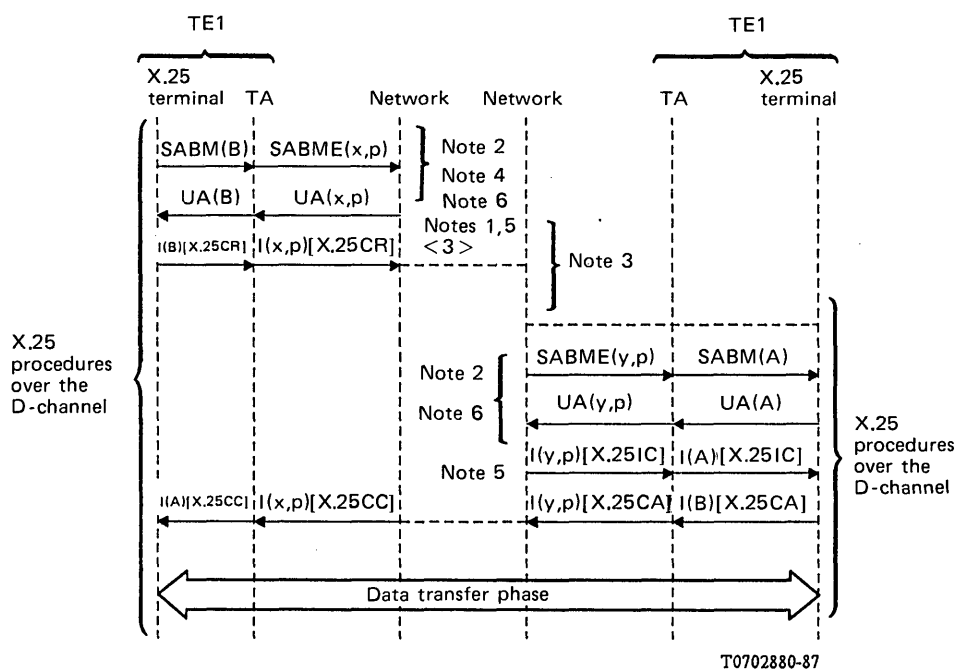 TE1 TE1
X.25 terminal TA Network Network TA X.25 terminal
SABM(B) SABME(x,p) Note 2
Note 4
UA(B) UA(x,p) Note 6
Notes 1,5
I(B)[X.25CR] I(x,p)[X.25CR] <3> Note 3
X.25 procedures over the D-channel
SABME(y,p) SABM(A)
Note 2
UA(y,p) UA(A)
Note 6
X.25 procedures over the D-channel
I(y,p)[X.25IC] I(A)[X.25IC]
Note 5
I(A)[X.25CC] I(x,p)[X.25CC] I(y,p)[X.25CA] I(B)[X.25CA]
Data transfer phase
T0702880-87